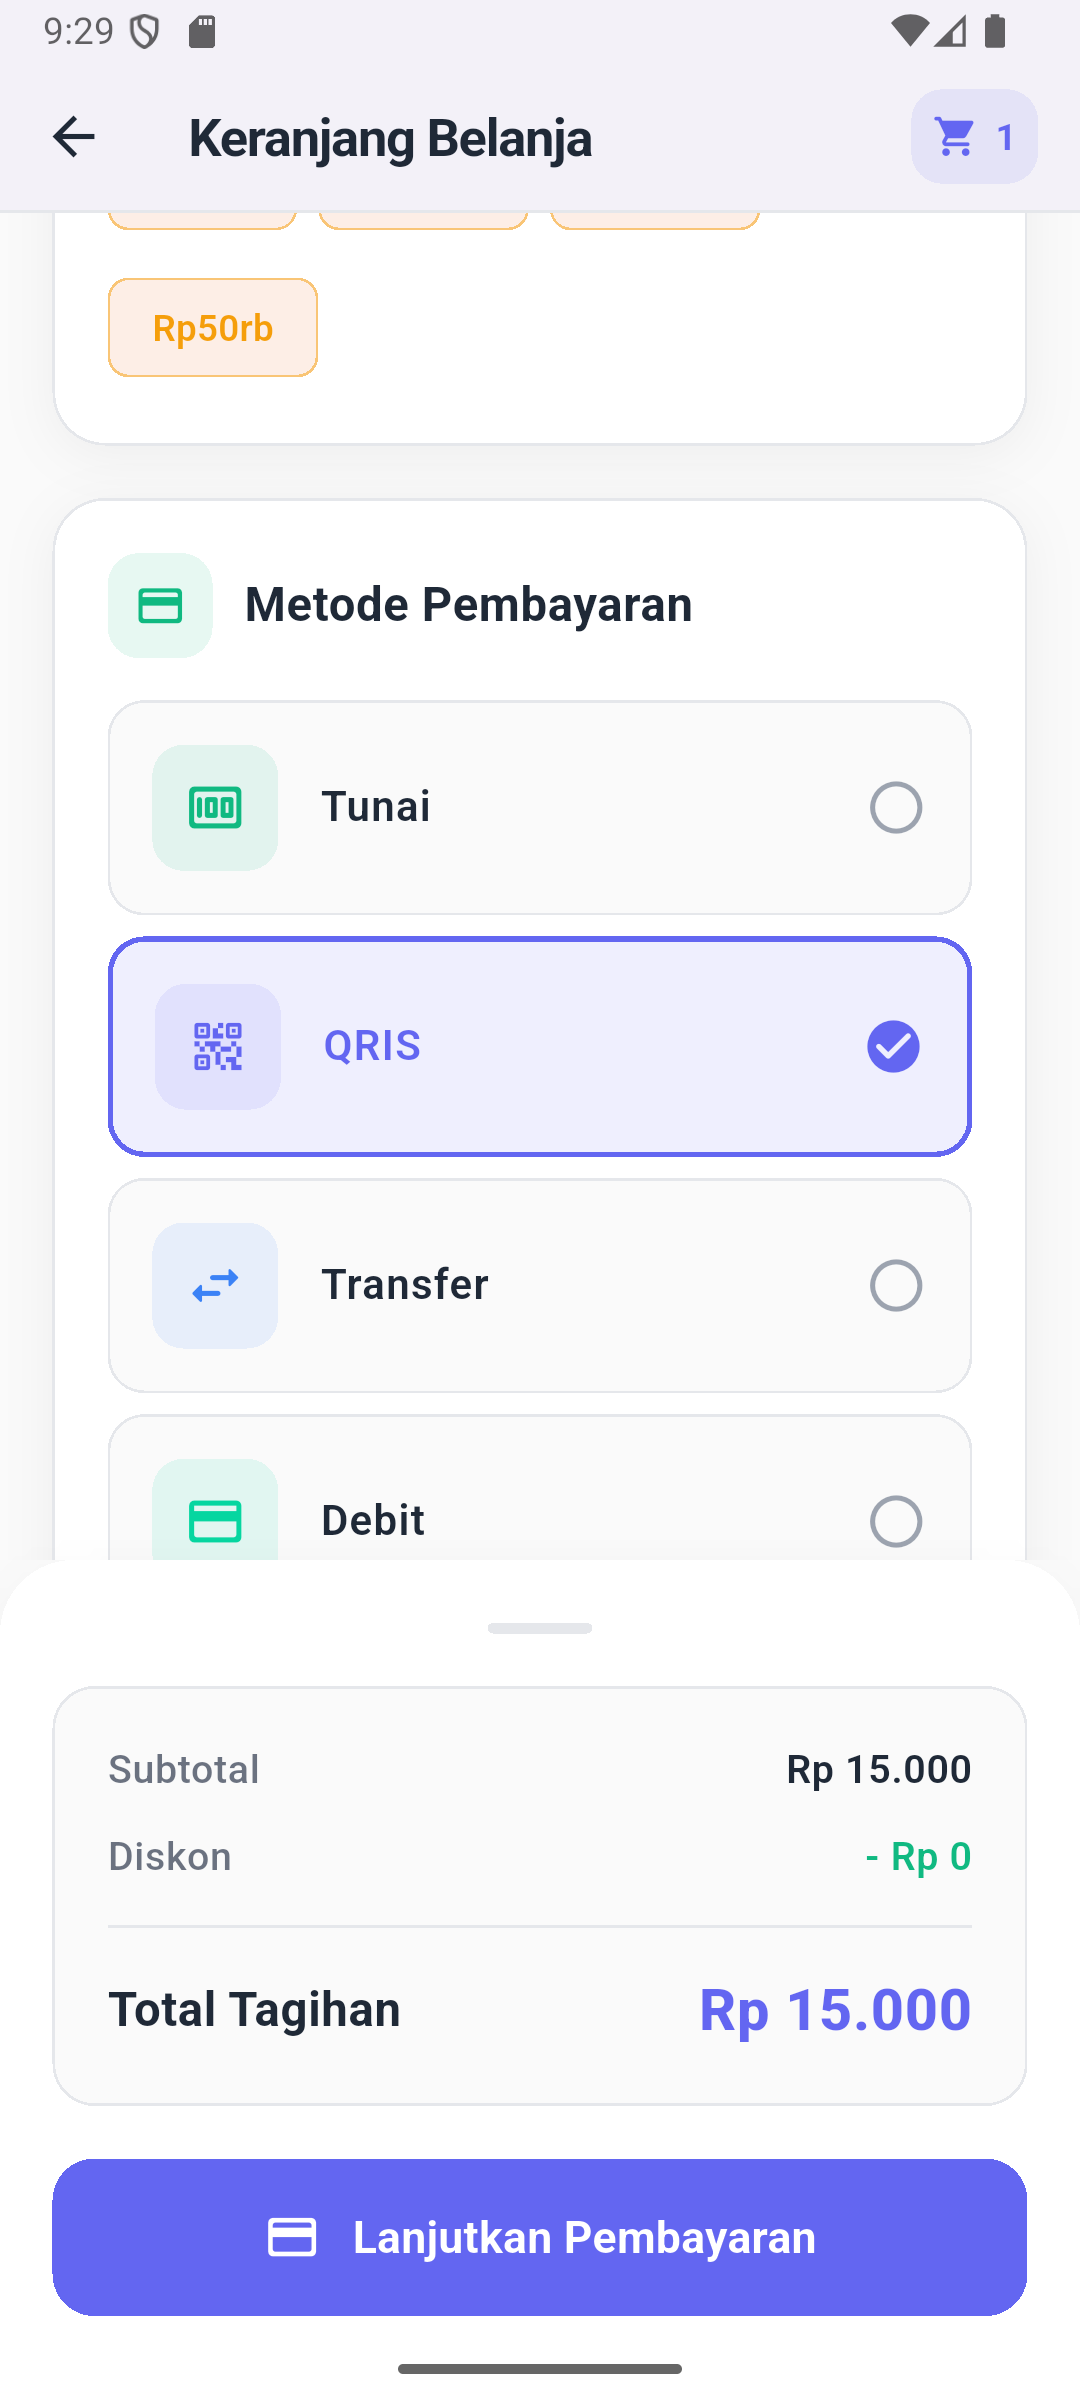 9:29
Keranjang Belanja
1
Rp50rb
Metode Pembayaran
Tunai
QRIS
Transfer
Debit
Subtotal
Rp 15.000
Diskon
- Rp 0
Total Tagihan
Rp 15.000
Lanjutkan Pembayaran